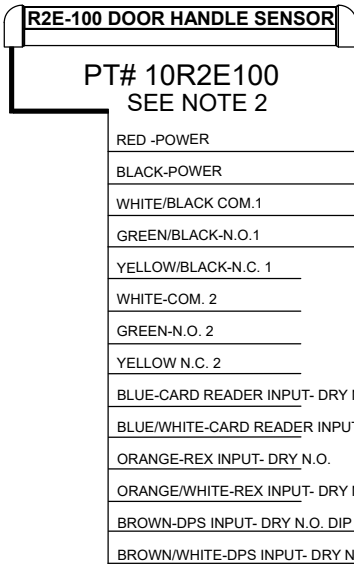 R2E-100 DOOR HANDLE SENSOR
PT# 10R2E100
SEE NOTE 2
RED -POWER
BLACK-POWER
WHITE/BLACK COM.1
GREEN/BLACK-N.O.1
YELLOW/BLACK-N.C. 1
WHITE-COM. 2
GREEN-N.O. 2
YELLOW N.C. 2
BLUE-CARD READER INPUT- DRY
BLUE/WHITE-CARD READER INPUT
ORANGE-REX INPUT- DRY N.O.
ORANGE/WHITE-REX INPUT- DRY
BROWN-DPS INPUT- DRY N.O. DIP
BROWN/WHITE-DPS INPUT- DRY N